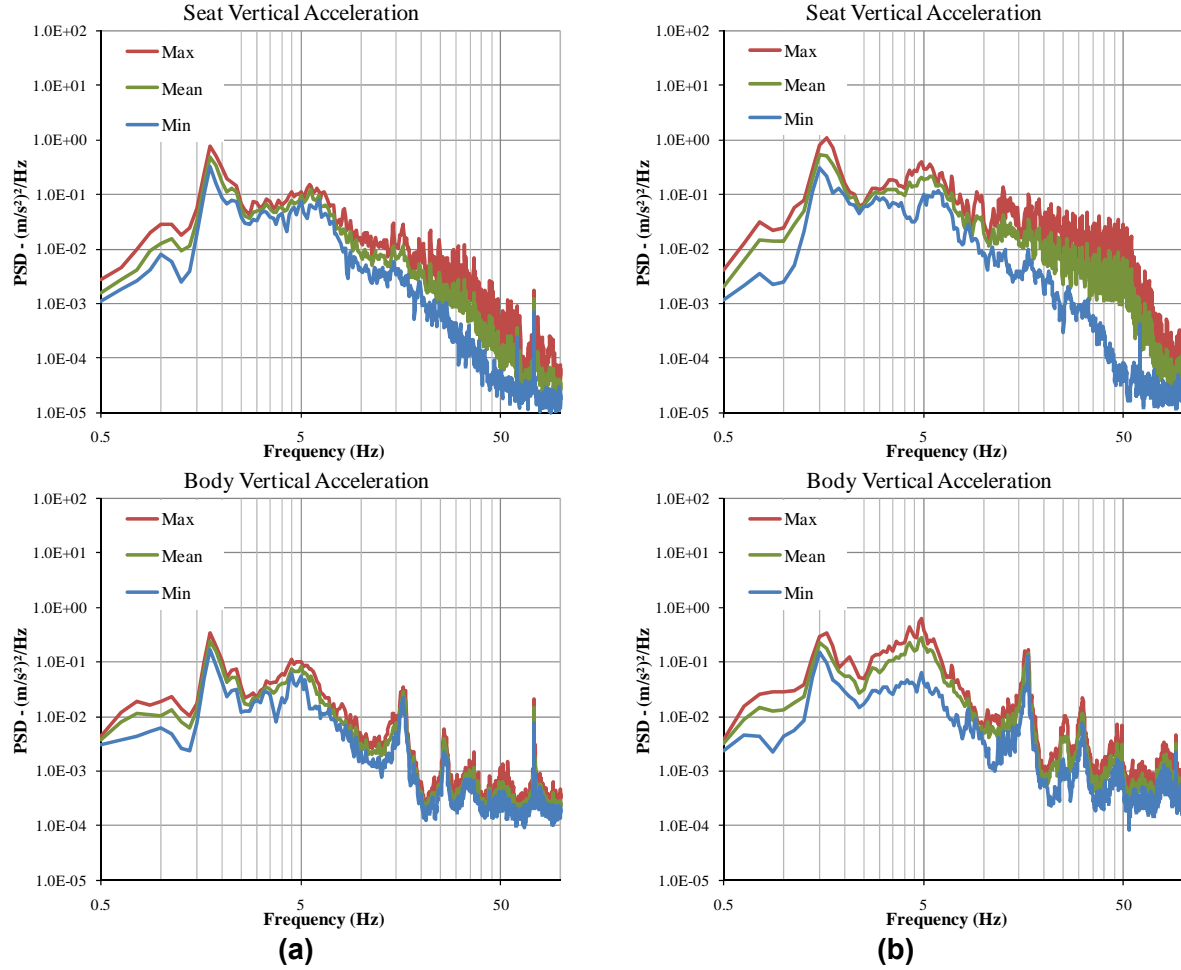 Seat Vertical Acceleration
1.0E+02
1.0E+01
1.0E+00
1.0E-01
1.0E-02
1.0E-03
1.0E-04
1.0E-05
PSD - (m/s²)²/Hz
Max
Mean
Min
0.5
5
50
Frequency (Hz)
Seat Vertical Acceleration
1.0E+02
1.0E+01
1.0E+00
1.0E-01
1.0E-02
1.0E-03
1.0E-04
1.0E-05
PSD - (m/s²)²/Hz
Max
Mean
Min
0.5
5
50
Frequency (Hz)
Body Vertical Acceleration
1.0E+02
1.0E+01
1.0E+00
1.0E-01
1.0E-02
1.0E-03
1.0E-04
1.0E-05
PSD - (m/s²)²/Hz
Max
Mean
Min
0.5
5
50
Frequency (Hz)
(a)
Body Vertical Acceleration
1.0E+02
1.0E+01
1.0E+00
1.0E-01
1.0E-02
1.0E-03
1.0E-04
1.0E-05
PSD - (m/s²)²/Hz
Max
Mean
Min
0.5
5
50
Frequency (Hz)
(b)